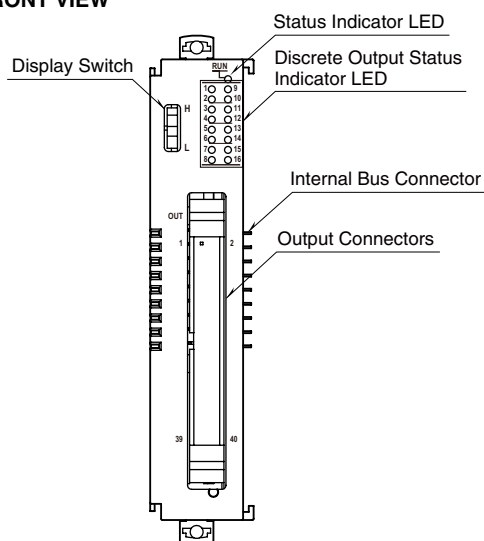 RONT VIEW
Status Indicator LED
Display Switch
Discrete Output Status
Indicator LED
RUN
1 9
2 10
3 11
4 12
5 13
6 14
7 15
8 16
H
L
Internal Bus Connector
OUT
1 2
Output Connectors
39 40